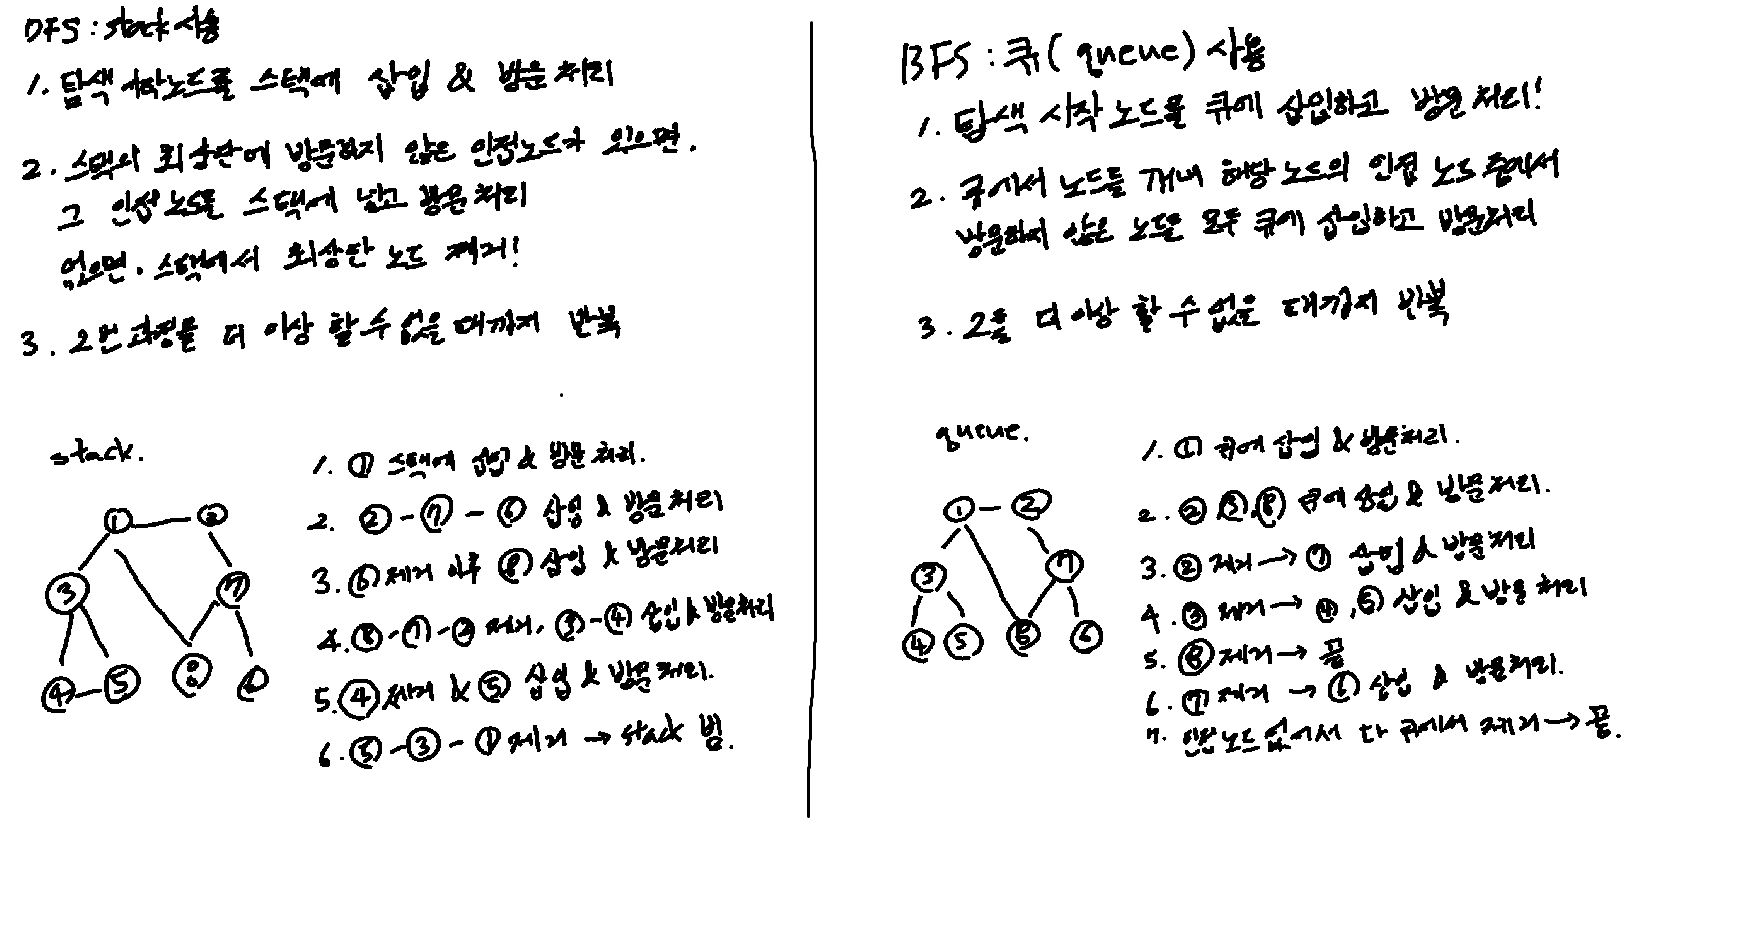 DFS : stack 사용
1. 탐색 시작노드를 스택에 삽입 & 방문처리
2. 스택의 최상단에 방문하지 않은 인접노드가 있으면.
그 인접노드를 스택에 넣고 방문처리
없으면. 스택에서 최상단 노드 제거!
3. 2번 과정을 더 이상 할 수 없을 때까지 반복
stack.
① ②
③ ⑦
④ ⑤ ⑧ ⑥
1. ① 스택에 삽입 & 방문처리.
2. ② - ⑦ - ⑥ 삽입 & 방문처리
3. ⑥ 제거 이후 ⑧ 삽입 & 방문처리
4. ⑧ - ⑦ - ② 제거, ③ - ④ 삽입 & 방문처리
5. ④ 제거 & ⑤ 삽입 & 방문처리.
6. ⑤ - ③ - ① 제거 → stack 빔.
BFS : 큐( queue ) 사용
1. 탐색 시작 노드를 큐에 삽입하고 방문처리!
2. 큐에서 노드를 꺼내 해당 노드의 인접 노드 중에서
방문하지 않은 노드를 모두 큐에 삽입하고 방문처리
3. 2를 더 이상 할 수 없을 때까지 반복
queue.
① ②
③ ⑦
④ ⑤ ⑧ ⑥
1. ① 큐에 삽입 & 방문처리.
2. ②, ③, ⑧ 큐에 삽입 & 방문처리.
3. ② 제거 → ⑦ 삽입 & 방문처리
4. ③ 제거 → ④, ⑤ 삽입 & 방문처리
5. ⑧ 제거 → 끝
6. ⑦ 제거 → ⑥ 삽입 & 방문처리.
7. 인접노드 없어서 다 큐에서 제거 → 끝.